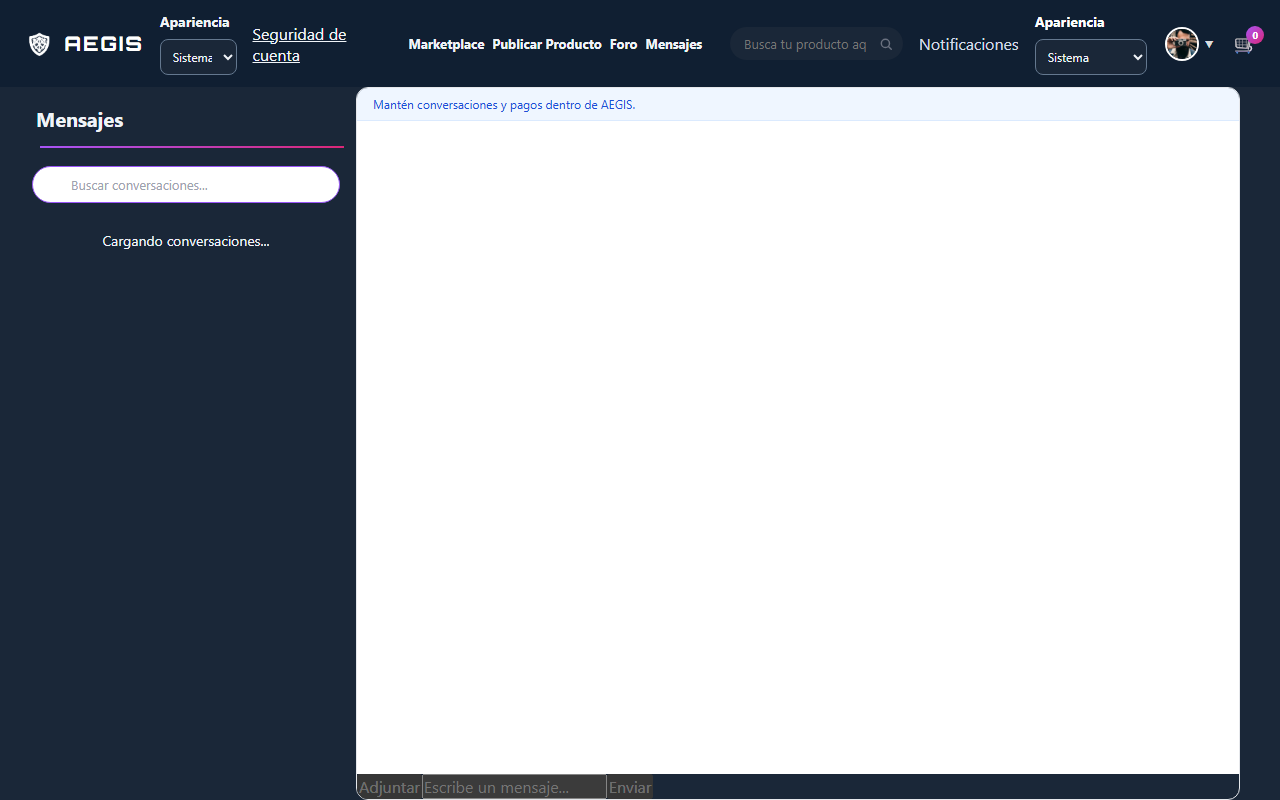 AEGIS
Apariencia
Sistema
Seguridad de
cuenta
Marketplace Publicar Producto Foro Mensajes
Busca tu producto aq
Notificaciones
Apariencia
Sistema
0
Mensajes
Buscar conversaciones...
Cargando conversaciones...
Mantén conversaciones y pagos dentro de AEGIS.
Adjuntar Escribe un mensaje... Enviar